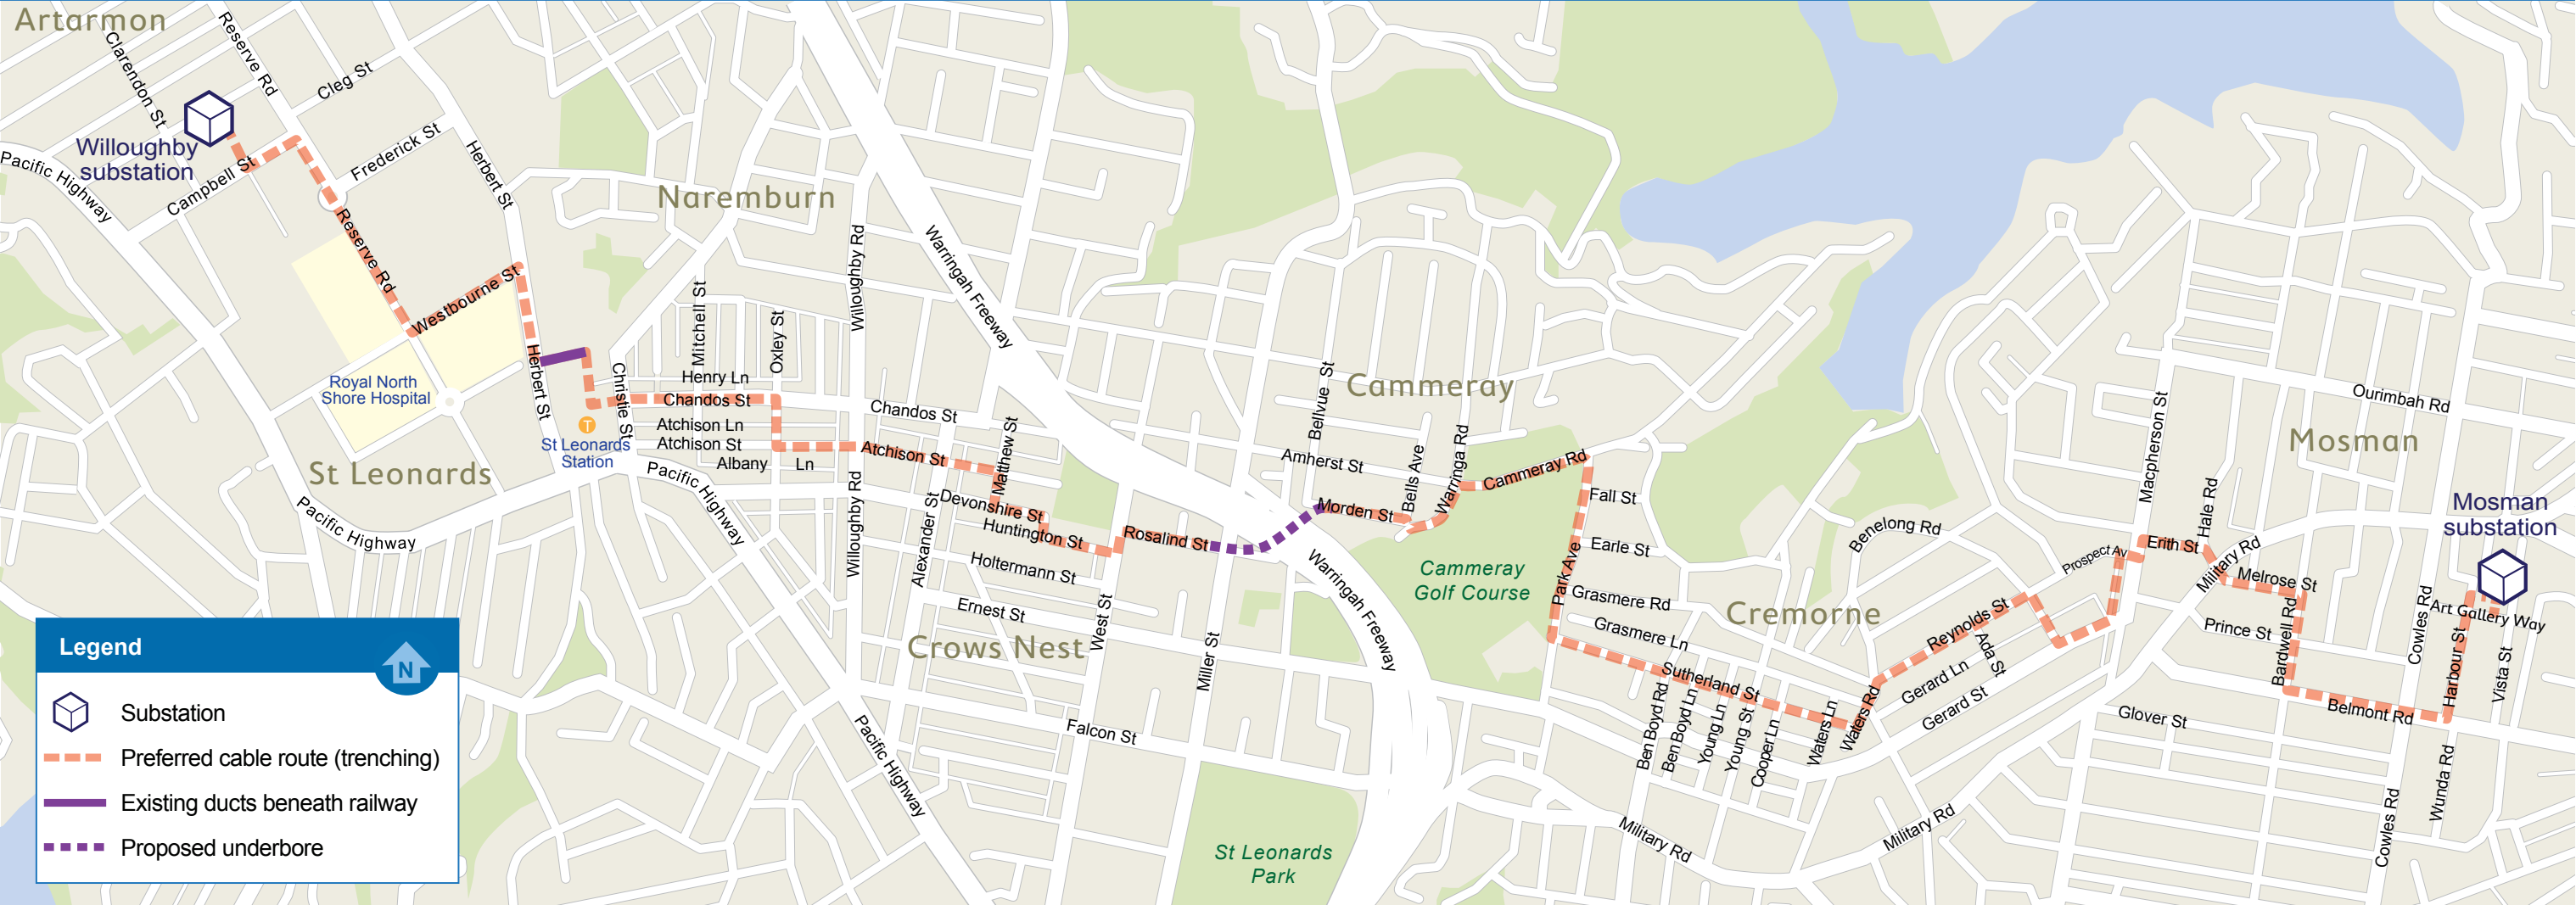 Artarmon
Clarendon St
Reserve Rd
Cleg St
Willoughby
substation
Pacific Highway
Campbell St
Frederick St
Herbert St
Reserve Rd
Westbourne St
Royal North
Shore Hospital
Herbert St
St Leonards
Pacific Highway
T
St Leonards
Station
Christie St
Naremburn
Mitchell St
Oxley St
Willoughby Rd
Henry Ln
Chandos St
Atchison Ln
Atchison St
Albany
Ln
Pacific Highway
Chandos St
Atchison St
Matthew St
Willoughby Rd
Alexander St
Devonshire St
Huntington St
Holtermann St
Ernest St
Rosalind St
West St
Crows Nest
Miller St
Falcon St
Pacific Highway
Warringah Freeway
Bellvue St
Cammeray
Amherst St
Bells Ave
Warringa Rd
Morden St
Cammeray Rd
Warringah Freeway
Cammeray
Golf Course
Fall St
Park Ave
Earle St
Grasmere Rd
Grasmere Ln
Cremorne
Sutherland St
Ben Boyd Rd
Ben Boyd Ln
Young Ln
Young St
Cooper Ln
Waters Ln
Waters Rd
Benelong Rd
Reynolds St
Ada St
Gerard Ln
Gerard St
Military Rd
Military Rd
St Leonards
Park
Prospect Av
Macpherson St
Erith St
Hale Rd
Military Rd
Melrose St
Ourimbah Rd
Mosman
Mosman
substation
Art Gallery Way
Prince St
Bardwell Rd
Cowles Rd
Harbour St
Vista St
Glover St
Belmont Rd
Wunda Rd
Cowles Rd
Legend
N
Substation
Preferred cable route (trenching)
Existing ducts beneath railway
Proposed underbore